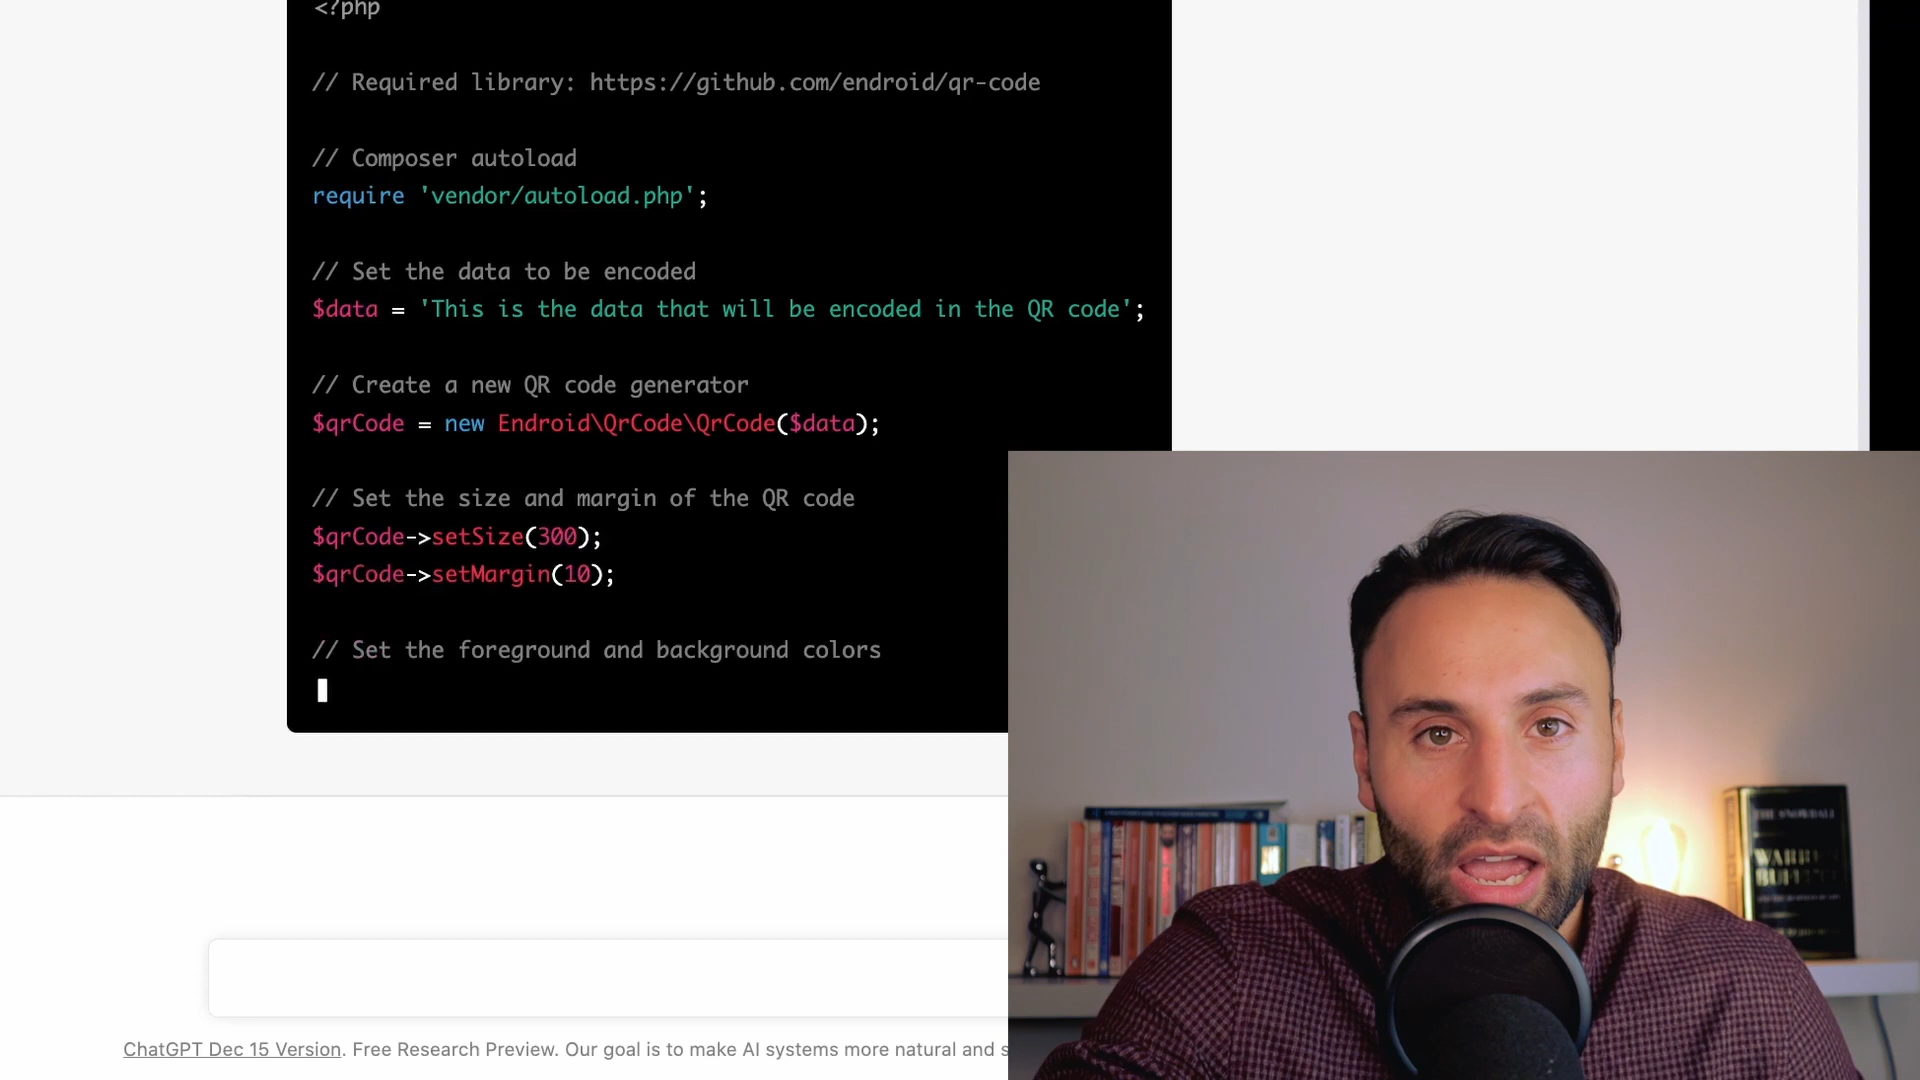 <?php
// Required library: https://github.com/endroid/qr-code
// Composer autoload
require 'vendor/autoload.php';
// Set the data to be encoded
$data = 'This is the data that will be encoded in the QR code';
// Create a new QR code generator
$qrCode = new Endroid\QrCode\QrCode($data);
// Set the size and margin of the QR code
$qrCode->setSize(300);
$qrCode->setMargin(10);
// Set the foreground and background colors
THE SNOWBALL
WARREN
BUFFETT
ChatGPT Dec 15 Version. Free Research Preview. Our goal is to make AI systems more natural and s